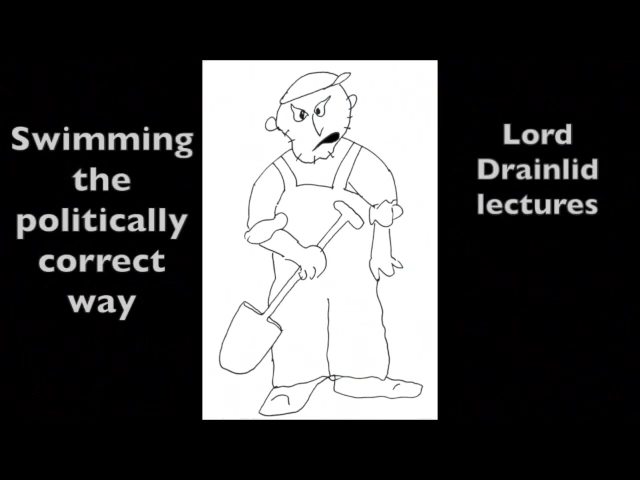 Swimming
the
politically
correct
way
Lord
Drainlid
lectures